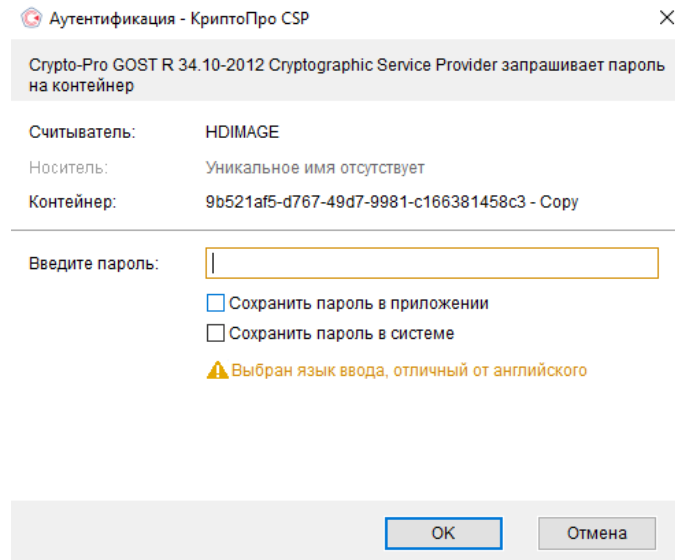 Аутентификация - КриптоПро CSP
Crypto-Pro GOST R 34.10-2012 Cryptographic Service Provider запрашивает пароль
на контейнер
Считыватель: HDIMAGE
Носитель: Уникальное имя отсутствует
Контейнер: 9b521af5-d767-49d7-9981-c166381458c3 - Copy
Введите пароль:
Сохранить пароль в приложении
Сохранить пароль в системе
Выбран язык ввода, отличный от английского
OK Отмена